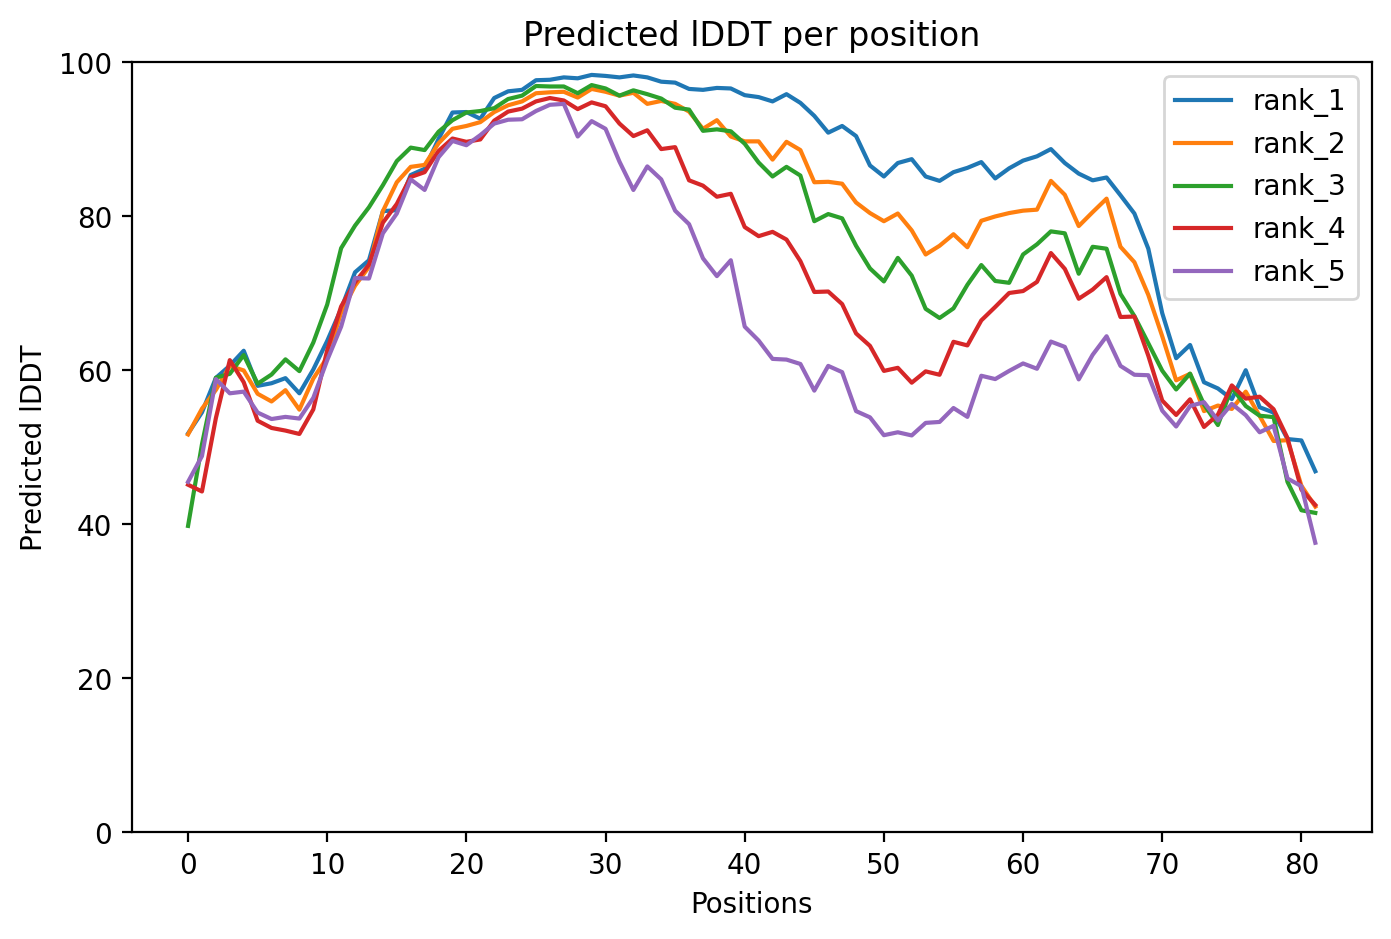 Predicted lDDT per position
100
80
60
40
20
0
Predicted lDDT
0 10 20 30 40 50 60 70 80
Positions
rank_1
rank_2
rank_3
rank_4
rank_5